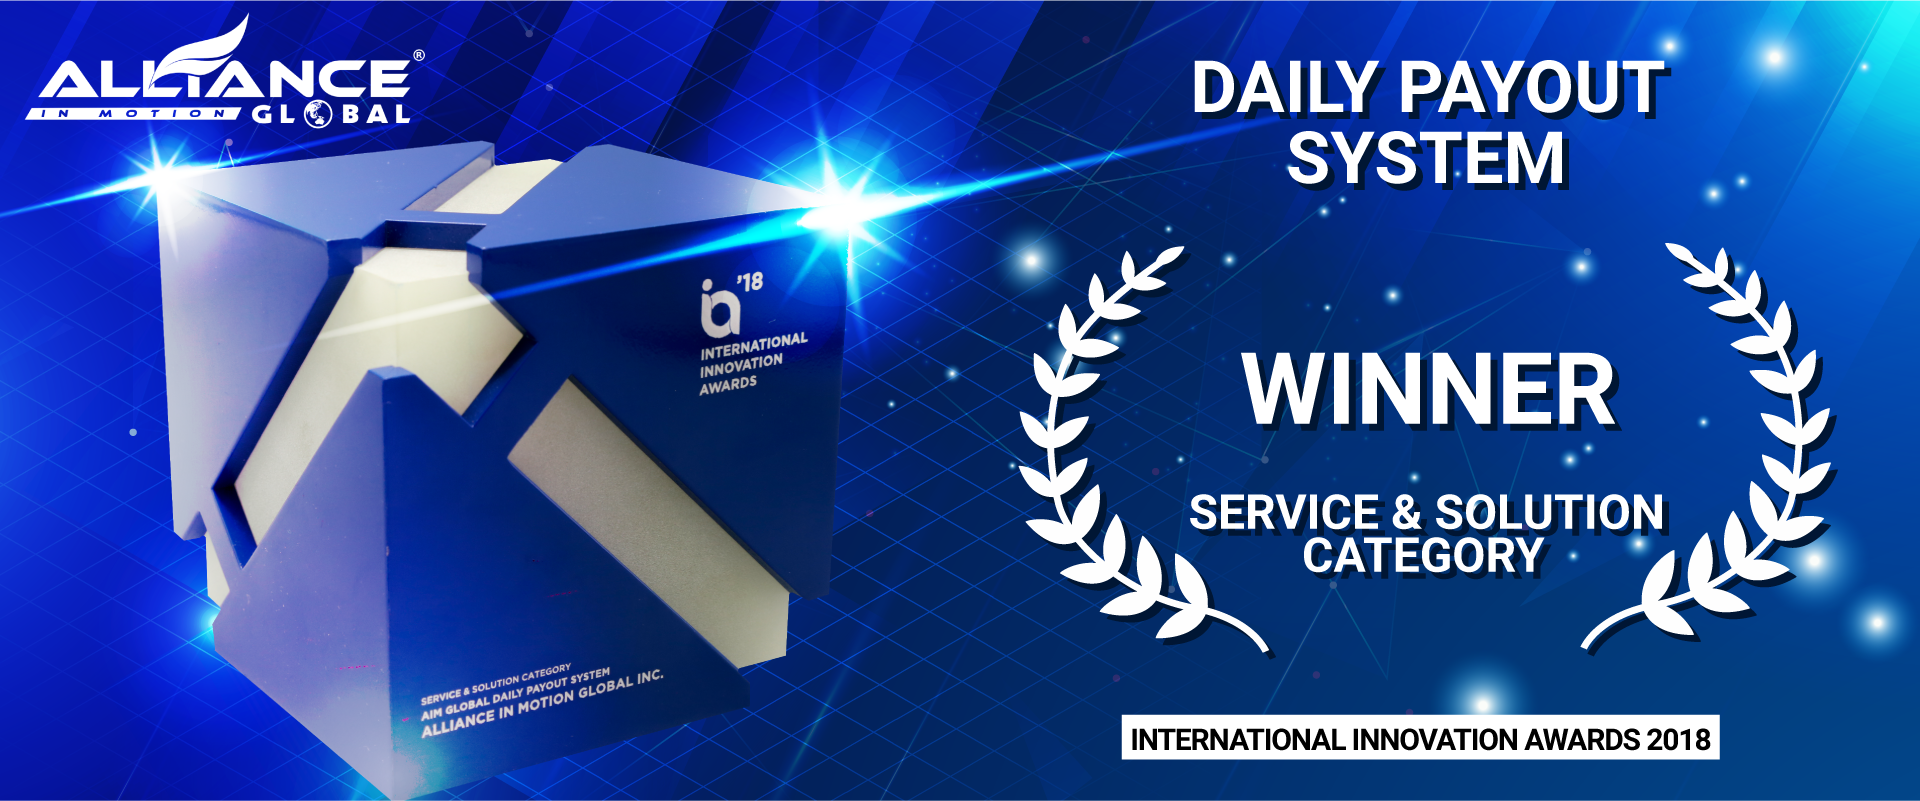 ALLIANCE®
IN MOTION GLOBAL
DAILY PAYOUT
SYSTEM
ia '18
INTERNATIONAL
INNOVATION
AWARDS
WINNER
SERVICE & SOLUTION
CATEGORY
SERVICE & SOLUTION CATEGORY
AIM GLOBAL DAILY PAYOUT SYSTEM
ALLIANCE IN MOTION GLOBAL INC.
INTERNATIONAL INNOVATION AWARDS 2018